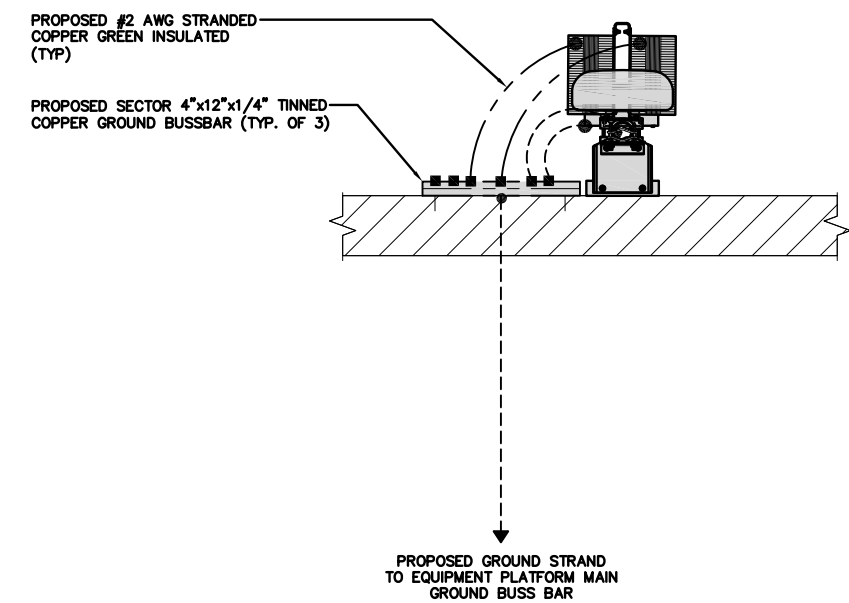 PROPOSED #2 AWG STRANDED
COPPER GREEN INSULATED
(TYP)
PROPOSED SECTOR 4"x12"x1/4" TINNED
COPPER GROUND BUSSBAR (TYP. OF 3)
PROPOSED GROUND STRAND
TO EQUIPMENT PLATFORM MAIN
GROUND BUSS BAR